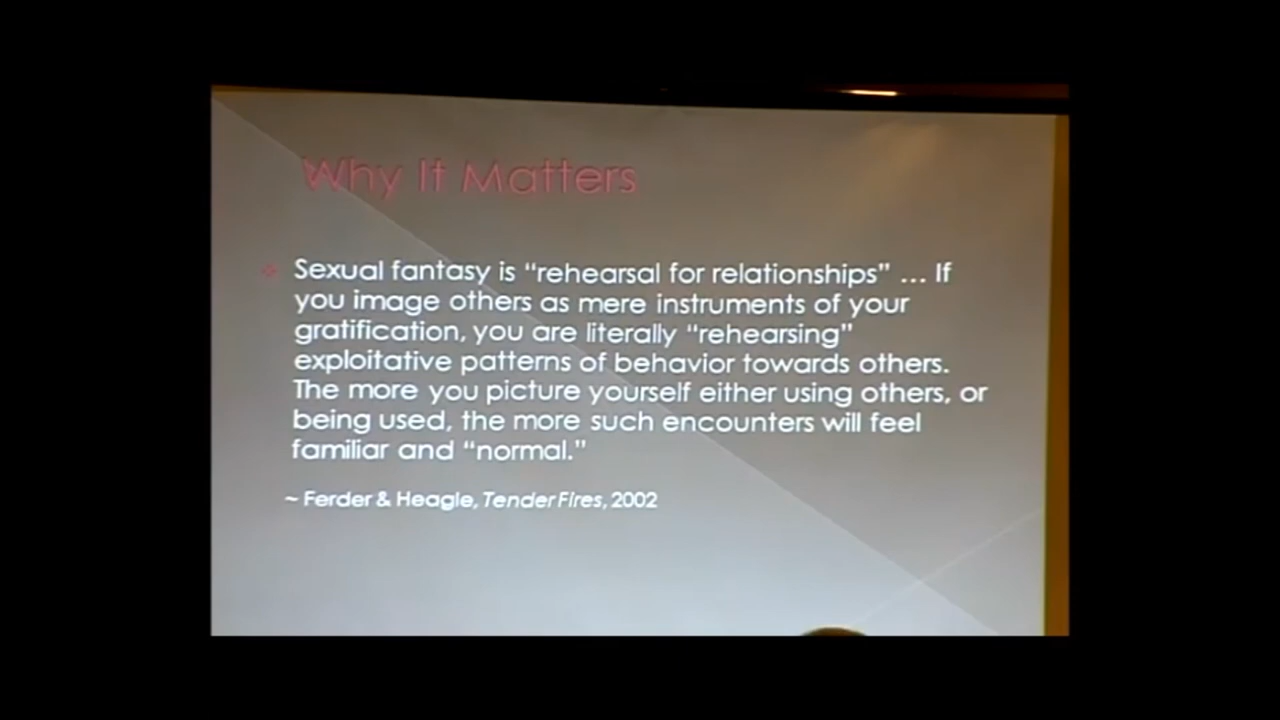 Why It Matters
Sexual fantasy is “rehearsal for relationships” ... If
you image others as mere instruments of your
gratification, you are literally “rehearsing”
exploitative patterns of behavior towards others.
The more you picture yourself either using others, or
being used, the more such encounters will feel
familiar and “normal.”
~ Ferder & Heagle, Tender Fires, 2002